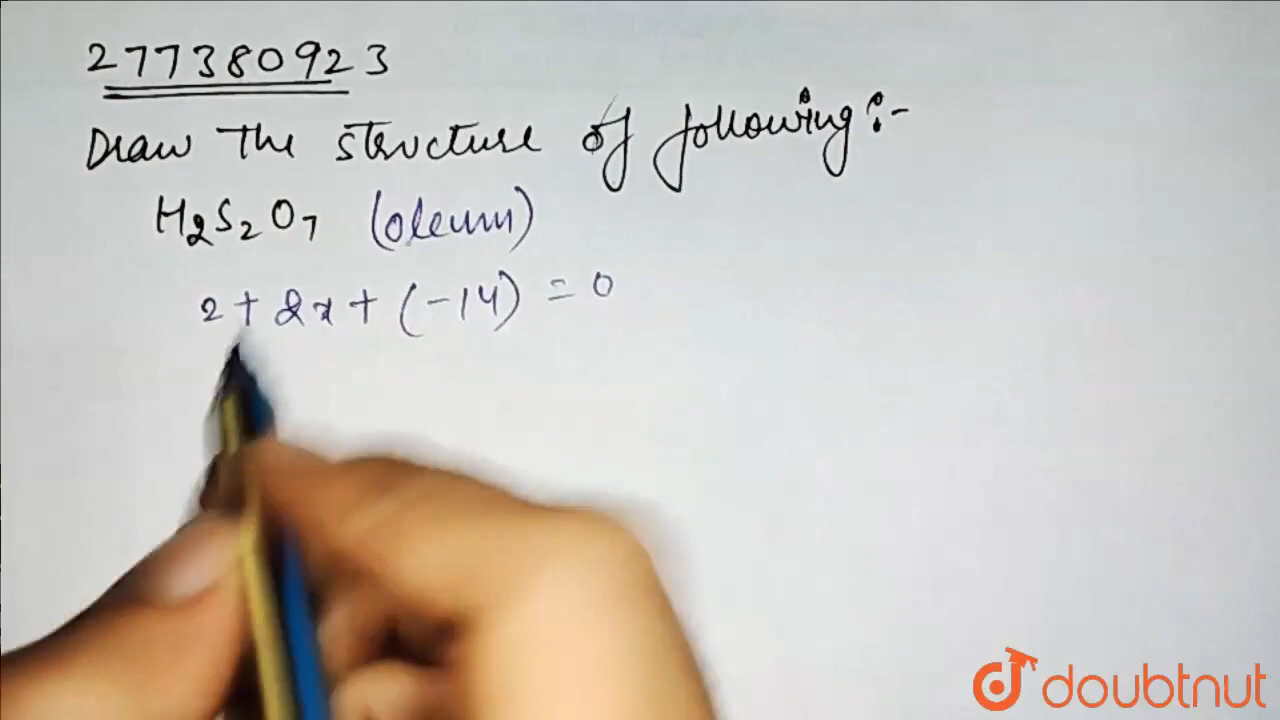 277380923
Draw The structure of following :-
H2S2O7 (oleum)
2 + 2x + (-14) = 0
doubtnut